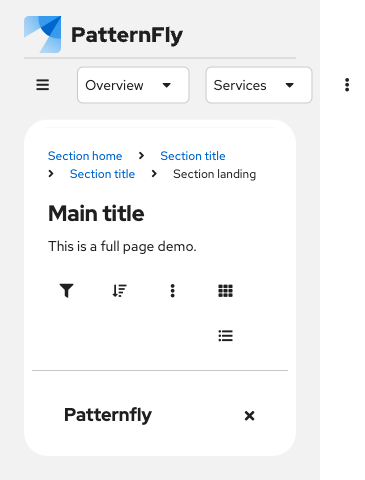 PatternFly
Overview Services
Section home Section title
Section title Section landing
Main title
This is a full page demo.
Patternfly